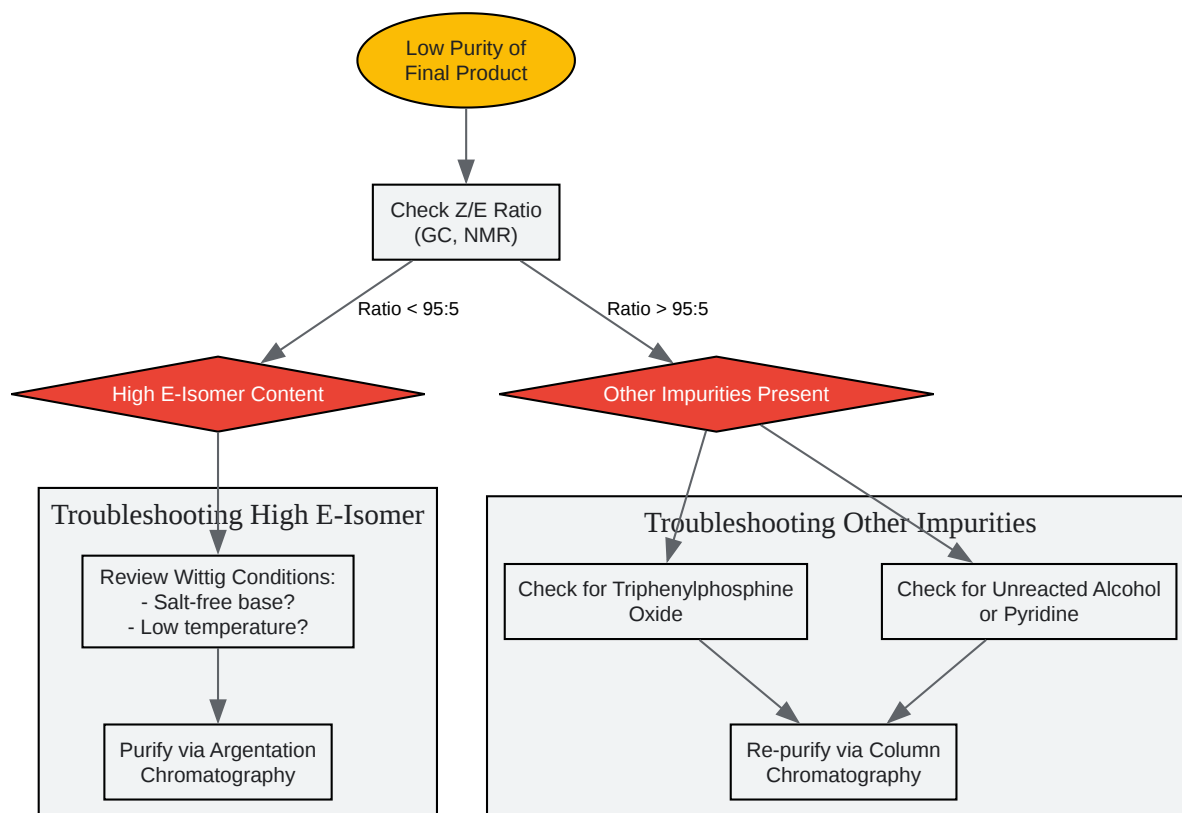 Low Purity of
Final Product
Check Z/E Ratio
(GC, NMR)
Ratio < 95:5
Ratio > 95:5
High E-Isomer Content
Other Impurities Present
Troubleshooting High E-Isomer
Review Wittig Conditions:
- Salt-free base?
- Low temperature?
Purify via Argentation
Chromatography
Troubleshooting Other Impurities
Check for Triphenylphosphine
Oxide
Check for Unreacted Alcohol
or Pyridine
Re-purify via Column
Chromatography